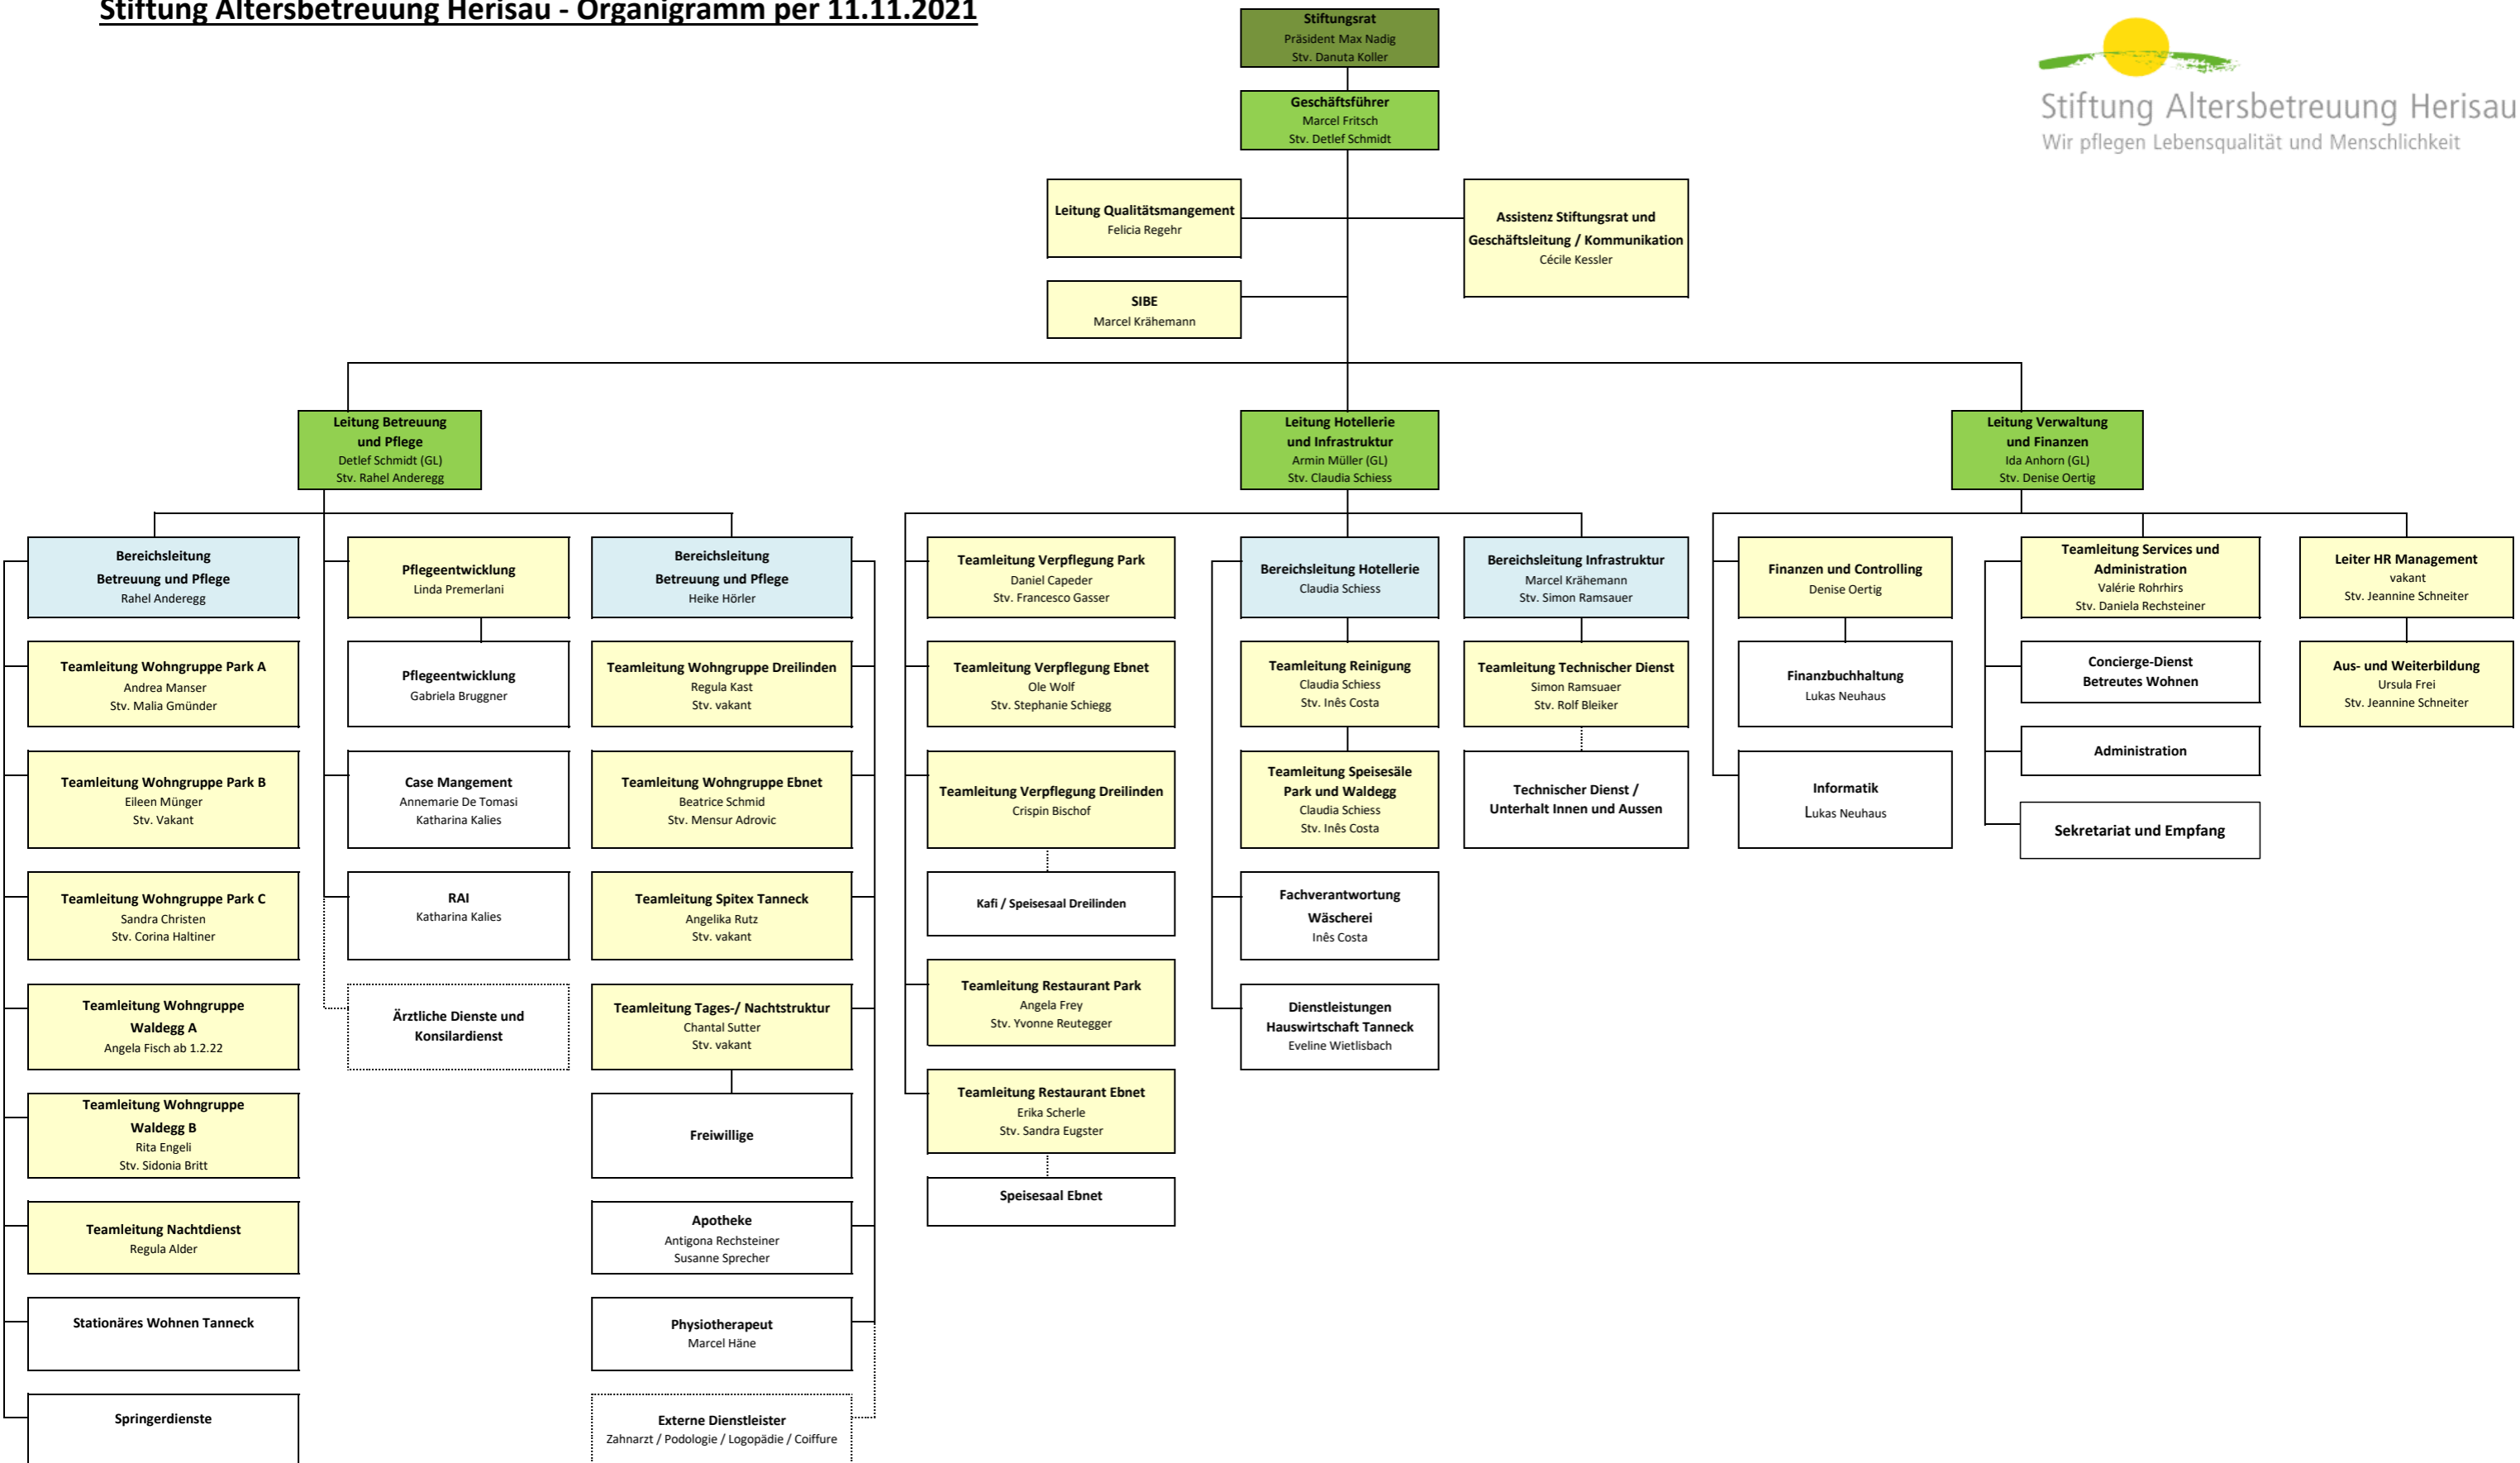 Stiftung Altersbetreuung Herisau - Organigramm per 11.11.2021
Stiftungsrat
Präsident Max Nadig
Stv. Danuta Koller
Stiftung Altersbetreuung Herisau
Wir pflegen Lebensqualität und Menschlichkeit
Geschäftsführer
Marcel Fritsch
Stv. Detlef Schmidt
Leitung Qualitätsmangement
Felicia Regehr
Assistenz Stiftungsrat und
Geschäftsleitung / Kommunikation
Cécile Kessler
SIBE
Marcel Krähemann
Leitung Betreuung
und Pflege
Detlef Schmidt (GL)
Stv. Rahel Anderegg
Leitung Hotellerie
und Infrastruktur
Armin Müller (GL)
Stv. Claudia Schiess
Leitung Verwaltung
und Finanzen
Ida Anhorn (GL)
Stv. Denise Oertig
Bereichsleitung
Betreuung und Pflege
Rahel Anderegg
Teamleitung Wohngruppe Park A
Andrea Manser
Stv. Malia Gmünder
Teamleitung Wohngruppe Park B
Eileen Münger
Stv. Vakant
Teamleitung Wohngruppe Park C
Sandra Christen
Stv. Corina Haltiner
Teamleitung Wohngruppe
Waldegg A
Angela Fisch ab 1.2.22
Teamleitung Wohngruppe
Waldegg B
Rita Engeli
Stv. Sidonia Britt
Teamleitung Nachtdienst
Regula Alder
Stationäres Wohnen Tanneck
Springerdienste
Pflegeentwicklung
Linda Premerlani
Pflegeentwicklung
Gabriela Bruggner
Case Mangement
Annemarie De Tomasi
Katharina Kalies
RAI
Katharina Kalies
Ärztliche Dienste und
Konsilardienst
Bereichsleitung
Betreuung und Pflege
Heike Hörler
Teamleitung Wohngruppe Dreilinden
Regula Kast
Stv. vakant
Teamleitung Wohngruppe Ebnet
Beatrice Schmid
Stv. Mensur Adrovic
Teamleitung Spitex Tanneck
Angelika Rutz
Stv. vakant
Teamleitung Tages-/ Nachtstruktur
Chantal Sutter
Stv. vakant
Freiwillige
Apotheke
Antigona Rechsteiner
Susanne Sprecher
Physiotherapeut
Marcel Häne
Externe Dienstleister
Zahnarzt / Podologie / Logopädie / Coiffure
Teamleitung Verpflegung Park
Daniel Capeder
Stv. Francesco Gasser
Teamleitung Verpflegung Ebnet
Ole Wolf
Stv. Stephanie Schiegg
Teamleitung Verpflegung Dreilinden
Crispin Bischof
Kafi / Speisesaal Dreilinden
Teamleitung Restaurant Park
Angela Frey
Stv. Yvonne Reutegger
Teamleitung Restaurant Ebnet
Erika Scherle
Stv. Sandra Eugster
Speisesaal Ebnet
Bereichsleitung Hotellerie
Claudia Schiess
Teamleitung Reinigung
Claudia Schiess
Stv. Inês Costa
Teamleitung Speisesäle
Park und Waldegg
Claudia Schiess
Stv. Inês Costa
Fachverantwortung
Wäscherei
Inês Costa
Dienstleistungen
Hauswirtschaft Tanneck
Eveline Wietlisbach
Bereichsleitung Infrastruktur
Marcel Krähemann
Stv. Simon Ramsauer
Teamleitung Technischer Dienst
Simon Ramsuaer
Stv. Rolf Bleiker
Technischer Dienst /
Unterhalt Innen und Aussen
Finanzen und Controlling
Denise Oertig
Finanzbuchhaltung
Lukas Neuhaus
Informatik
Lukas Neuhaus
Teamleitung Services und
Administration
Valérie Rohrhirs
Stv. Daniela Rechsteiner
Concierge-Dienst
Betreutes Wohnen
Administration
Sekretariat und Empfang
Leiter HR Management
vakant
Stv. Jeannine Schneiter
Aus- und Weiterbildung
Ursula Frei
Stv. Jeannine Schneiter